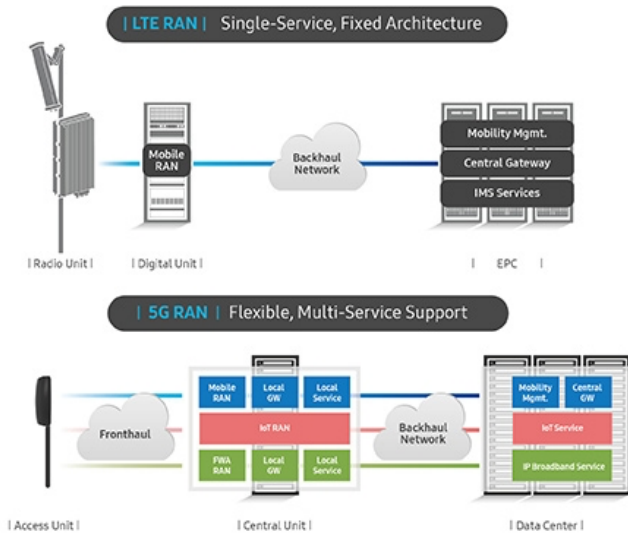 | LTE RAN | Single-Service, Fixed Architecture
Mobile
RAN
Backhaul
Network
Mobility Mgmt.
Central Gateway
IMS Services
| Radio Unit |
| Digital Unit |
| EPC |
| 5G RAN | Flexible, Multi-Service Support
Fronthaul
Mobile
RAN
Local
GW
Local
Service
IoT RAN
FWA
RAN
Local
GW
Local
Service
Backhaul
Network
Mobility
Mgmt.
Central
GW
IoT Service
IP Broadband Service
| Access Unit |
| Central Unit |
| Data Center |